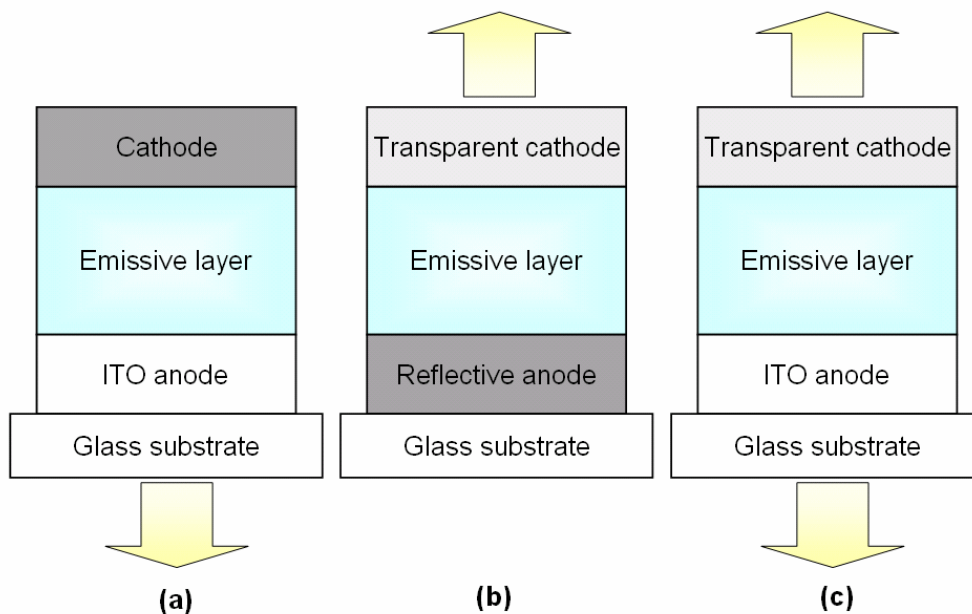 Cathode
Emissive layer
ITO anode
Glass substrate
(a)
Transparent cathode
Emissive layer
Reflective anode
Glass substrate
(b)
Transparent cathode
Emissive layer
ITO anode
Glass substrate
(c)